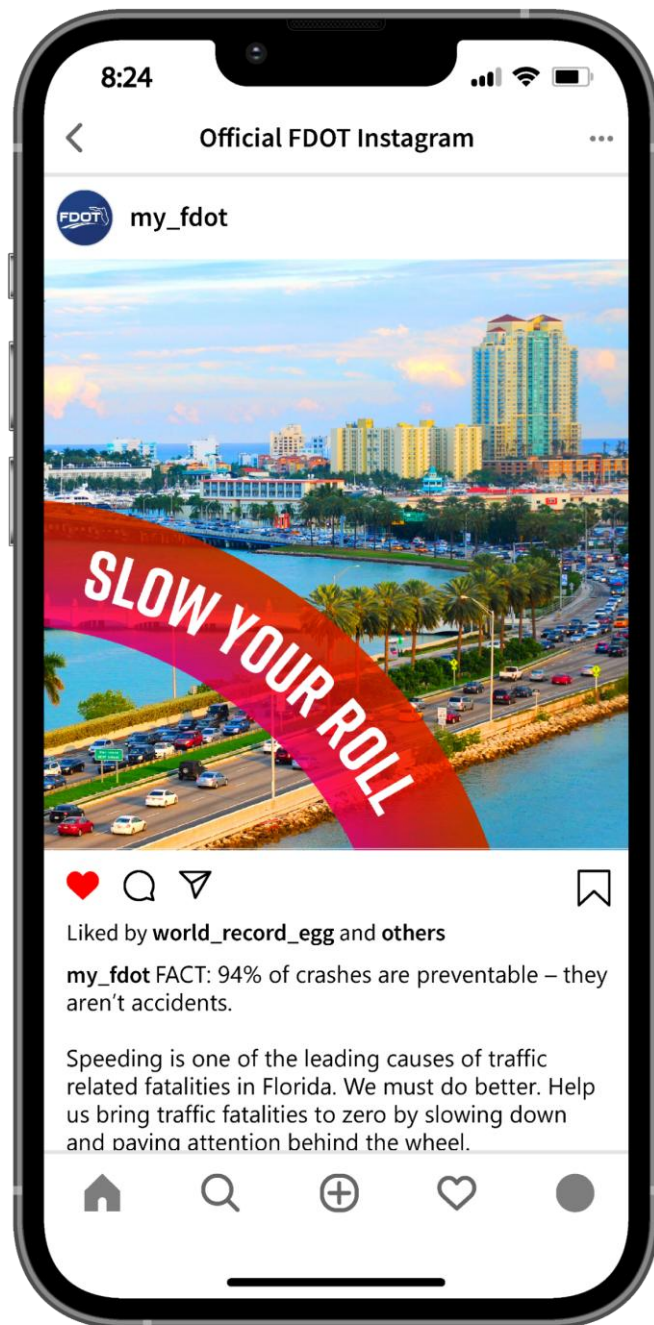 8:24
Official FDOT Instagram
FDOT
my_fdot
SLOW YOUR ROLL
Liked by world_record_egg and others
my_fdot FACT: 94% of crashes are preventable – they
aren’t accidents.
Speeding is one of the leading causes of traffic
related fatalities in Florida. We must do better. Help
us bring traffic fatalities to zero by slowing down
and paying attention behind the wheel.